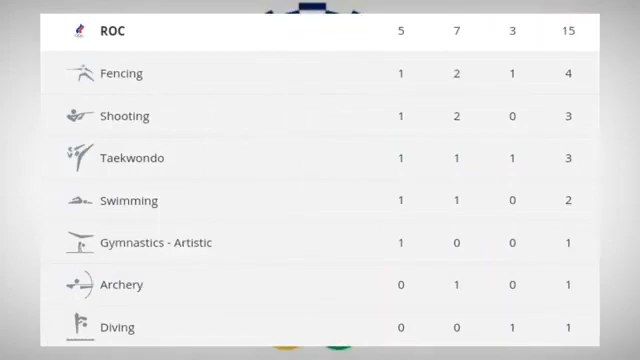 ROC 5 7 3 15
Fencing 1 2 1 4
Shooting 1 2 0 3
Taekwondo 1 1 1 3
Swimming 1 1 0 2
Gymnastics - Artistic 1 0 0 1
Archery 0 1 0 1
Diving 0 0 1 1